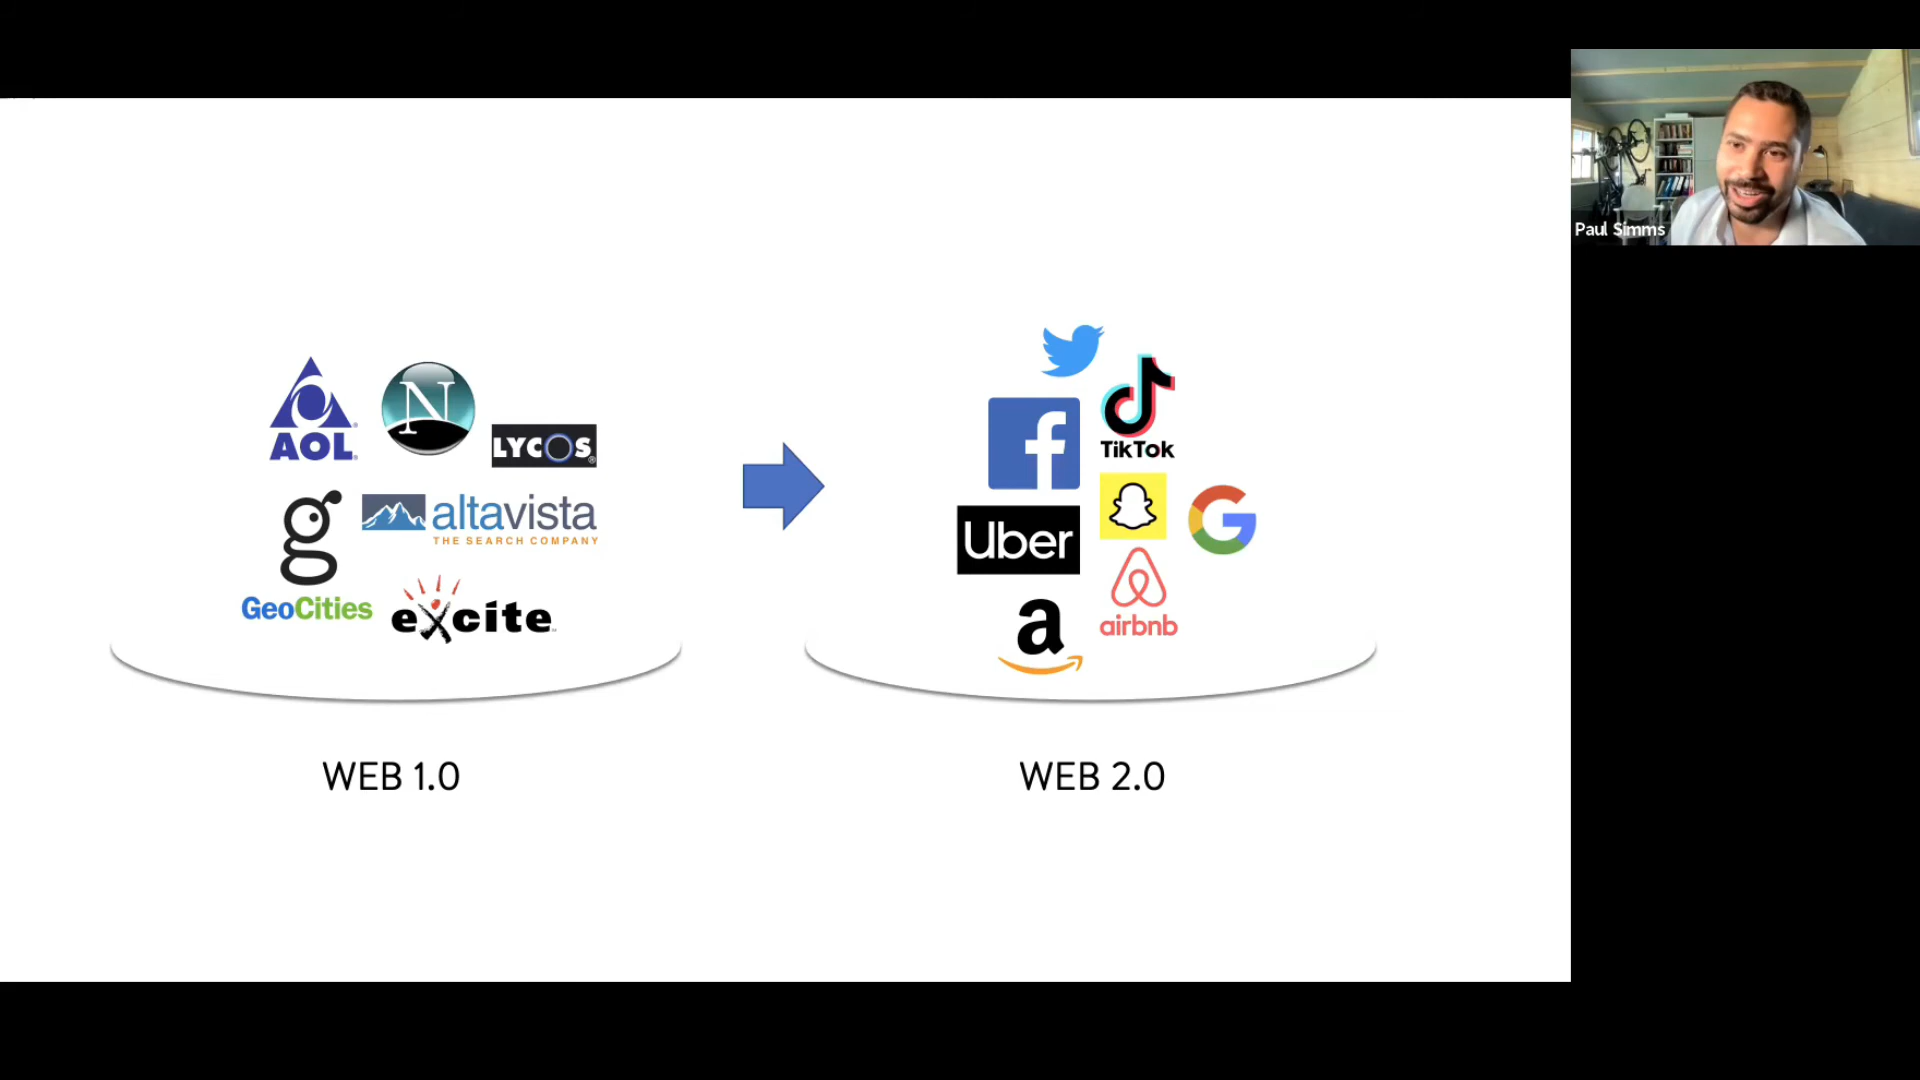 Paul Simms
AOL
N
LYCOS
g
altavista
THE SEARCH COMPANY
GeoCities
excite
WEB 1.0
TikTok
f
Uber
G
airbnb
a
WEB 2.0